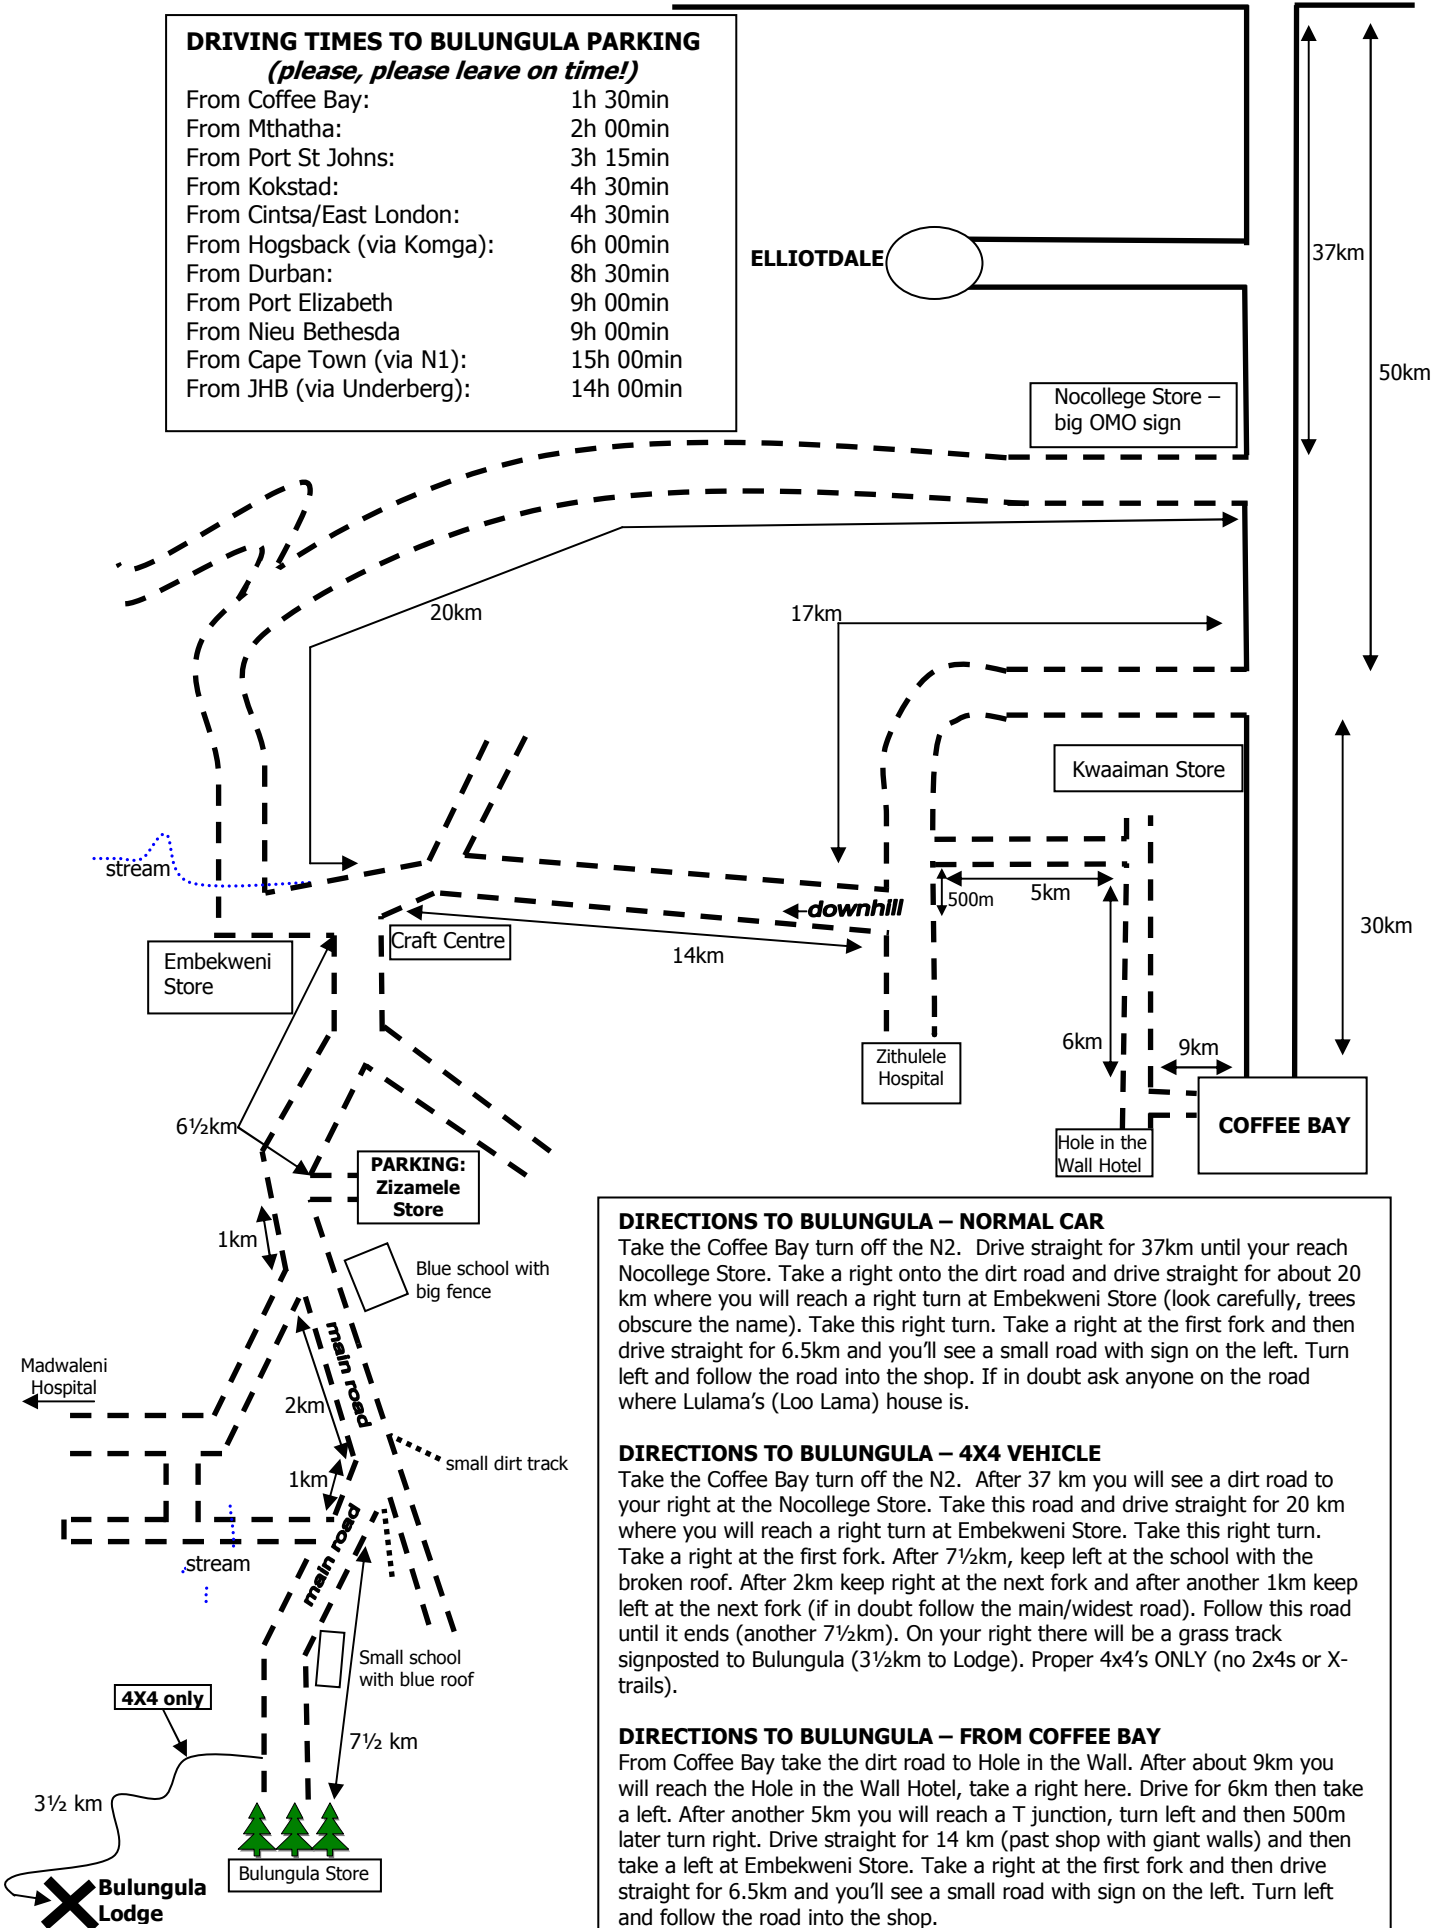 DRIVING TIMES TO BULUNGULA PARKING
(please, please leave on time!)
From Coffee Bay: 1h 30min
From Mthatha: 2h 00min
From Port St Johns: 3h 15min
From Kokstad: 4h 30min
From Cintsa/East London: 4h 30min
From Hogsback (via Komga): 6h 00min
From Durban: 8h 30min
From Port Elizabeth 9h 00min
From Nieu Bethesda 9h 00min
From Cape Town (via N1): 15h 00min
From JHB (via Underberg): 14h 00min
ELLIOTDALE
37km
50km
Nocollege Store –
big OMO sign
20km
17km
Kwaaiman Store
stream
downhill
500m
5km
30km
Craft Centre
14km
Embekweni
Store
6km
9km
Zithulele
Hospital
COFFEE BAY
Hole in the
Wall Hotel
6½km
PARKING:
Zizamele
Store
1km
Blue school with
big fence
main road
Madwaleni
Hospital
2km
small dirt track
1km
main road
stream
Small school
with blue roof
4X4 only
7½ km
3½ km
Bulungula Store
Bulungula
Lodge
DIRECTIONS TO BULUNGULA – NORMAL CAR
Take the Coffee Bay turn off the N2.  Drive straight for 37km until your reach
Nocollege Store. Take a right onto the dirt road and drive straight for about 20
km where you will reach a right turn at Embekweni Store (look carefully, trees
obscure the name). Take this right turn. Take a right at the first fork and then
drive straight for 6.5km and you’ll see a small road with sign on the left. Turn
left and follow the road into the shop. If in doubt ask anyone on the road
where Lulama’s (Loo Lama) house is.
DIRECTIONS TO BULUNGULA – 4X4 VEHICLE
Take the Coffee Bay turn off the N2.  After 37 km you will see a dirt road to
your right at the Nocollege Store. Take this road and drive straight for 20 km
where you will reach a right turn at Embekweni Store. Take this right turn.
Take a right at the first fork. After 7½km, keep left at the school with the
broken roof. After 2km keep right at the next fork and after another 1km keep
left at the next fork (if in doubt follow the main/widest road). Follow this road
until it ends (another 7½km). On your right there will be a grass track
signposted to Bulungula (3½km to Lodge). Proper 4x4’s ONLY (no 2x4s or X-
trails).
DIRECTIONS TO BULUNGULA – FROM COFFEE BAY
From Coffee Bay take the dirt road to Hole in the Wall. After about 9km you
will reach the Hole in the Wall Hotel, take a right here. Drive for 6km then take
a left. After another 5km you will reach a T junction, turn left and then 500m
later turn right. Drive straight for 14 km (past shop with giant walls) and then
take a left at Embekweni Store. Take a right at the first fork and then drive
straight for 6.5km and you’ll see a small road with sign on the left. Turn left
and follow the road into the shop.